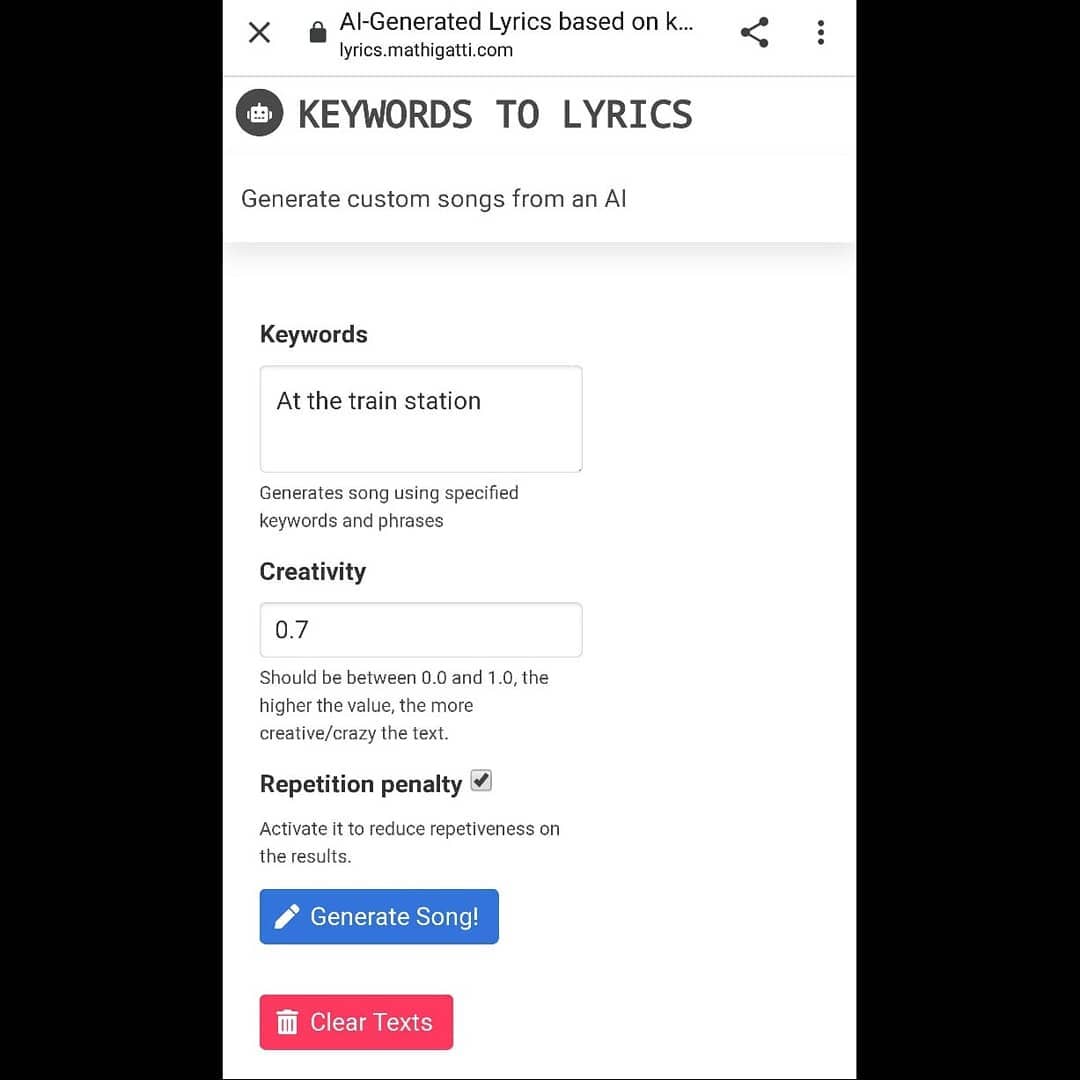 AI-Generated Lyrics based on k...
lyrics.mathigatti.com
KEYWORDS TO LYRICS
Generate custom songs from an AI
Keywords
At the train station
Generates song using specified
keywords and phrases
Creativity
0.7
Should be between 0.0 and 1.0, the
higher the value, the more
creative/crazy the text.
Repetition penalty
Activate it to reduce repetiveness on
the results.
Generate Song!
Clear Texts